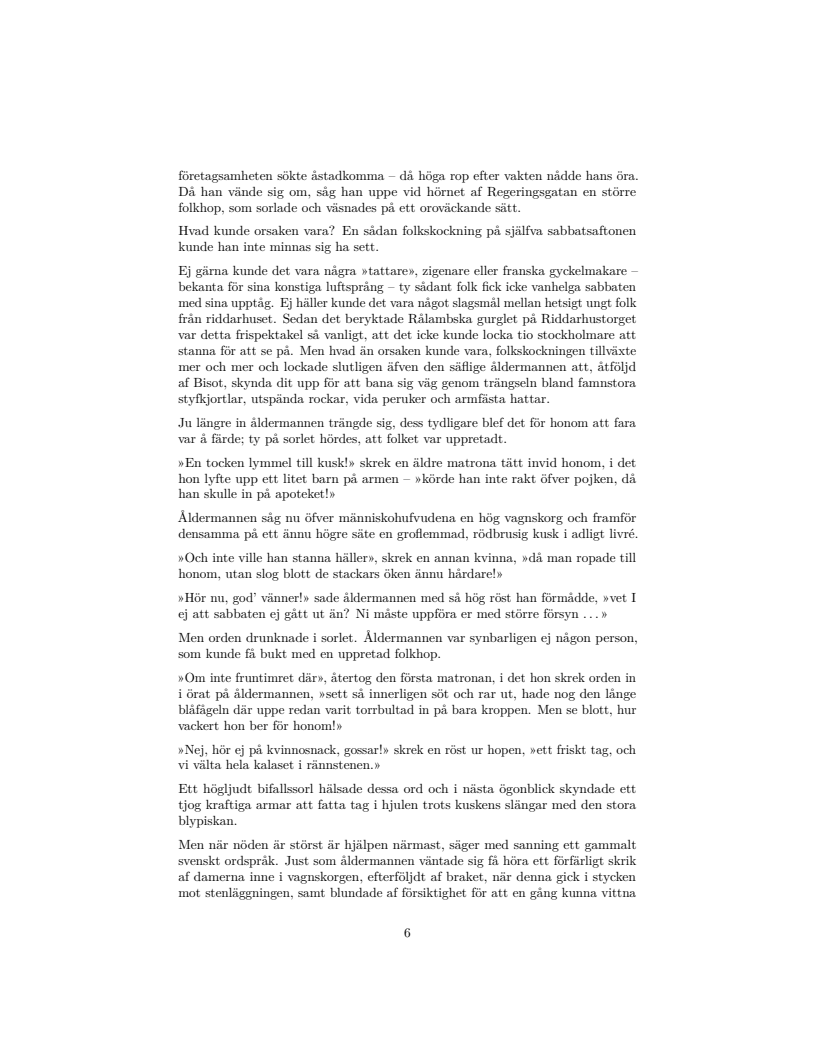 företagsamheten sökte åstadkomma – då höga rop efter vakten nådde hans öra.
Då han vände sig om, såg han uppe vid hörnet af Regeringsgatan en större
folkhop, som sorlade och väsnades på ett oroväckande sätt.
Hvad kunde orsaken vara? En sådan folkskockning på själfva sabbatsaftonen
kunde han inte minnas sig ha sett.
Ej gärna kunde det vara några »tattare», zigenare eller franska gyckelmakare –
bekanta för sina konstiga luftsprång – ty sådant folk fick icke vanhelga sabbaten
med sina upptåg. Ej häller kunde det vara något slagsmål mellan hetsigt ungt folk
från riddarhuset. Sedan det beryktade Rålambska gurglet på Riddarhustorget
var detta frispektakel så vanligt, att det icke kunde locka tio stockholmare att
stanna för att se på. Men hvad än orsaken kunde vara, folkskockningen tillväxte
mer och mer och lockade slutligen äfven den säflige åldermannen att, åtföljd
af Bisot, skynda dit upp för att bana sig väg genom trängseln bland famnstora
styfkjortlar, utspända rockar, vida peruker och armfästa hattar.
Ju längre in åldermannen trängde sig, dess tydligare blef det för honom att fara
var å färde; ty på sorlet hördes, att folket var uppretadt.
»En tocken lymmel till kusk!» skrek en äldre matrona tätt invid honom, i det
hon lyfte upp ett litet barn på armen – »körde han inte rakt öfver pojken, då
han skulle in på apoteket!»
Åldermannen såg nu öfver människohufvudena en hög vagnskorg och framför
densamma på ett ännu högre säte en groflemmad, rödbrusig kusk i adligt livré.
»Och inte ville han stanna häller», skrek en annan kvinna, »då man ropade till
honom, utan slog blott de stackars öken ännu hårdare!»
»Hör nu, god’ vänner!» sade åldermannen med så hög röst han förmådde, »vet I
ej att sabbaten ej gått ut än? Ni måste uppföra er med större försyn . . . »
Men orden drunknade i sorlet. Åldermannen var synbarligen ej någon person,
som kunde få bukt med en uppretad folkhop.
»Om inte fruntimret där», återtog den första matronan, i det hon skrek orden in
i örat på åldermannen, »sett så innerligen söt och rar ut, hade nog den långe
blåfågeln där uppe redan varit torrbultad in på bara kroppen. Men se blott, hur
vackert hon ber för honom!»
»Nej, hör ej på kvinnosnack, gossar!» skrek en röst ur hopen, »ett friskt tag, och
vi välta hela kalaset i rännstenen.»
Ett högljudt bifallssorl hälsade dessa ord och i nästa ögonblick skyndade ett
tjog kraftiga armar att fatta tag i hjulen trots kuskens slängar med den stora
blypiskan.
Men när nöden är störst är hjälpen närmast, säger med sanning ett gammalt
svenskt ordspråk. Just som åldermannen väntade sig få höra ett förfärligt skrik
af damerna inne i vagnskorgen, efterföljdt af braket, när denna gick i stycken
mot stenläggningen, samt blundade af försiktighet för att en gång kunna vittna
6